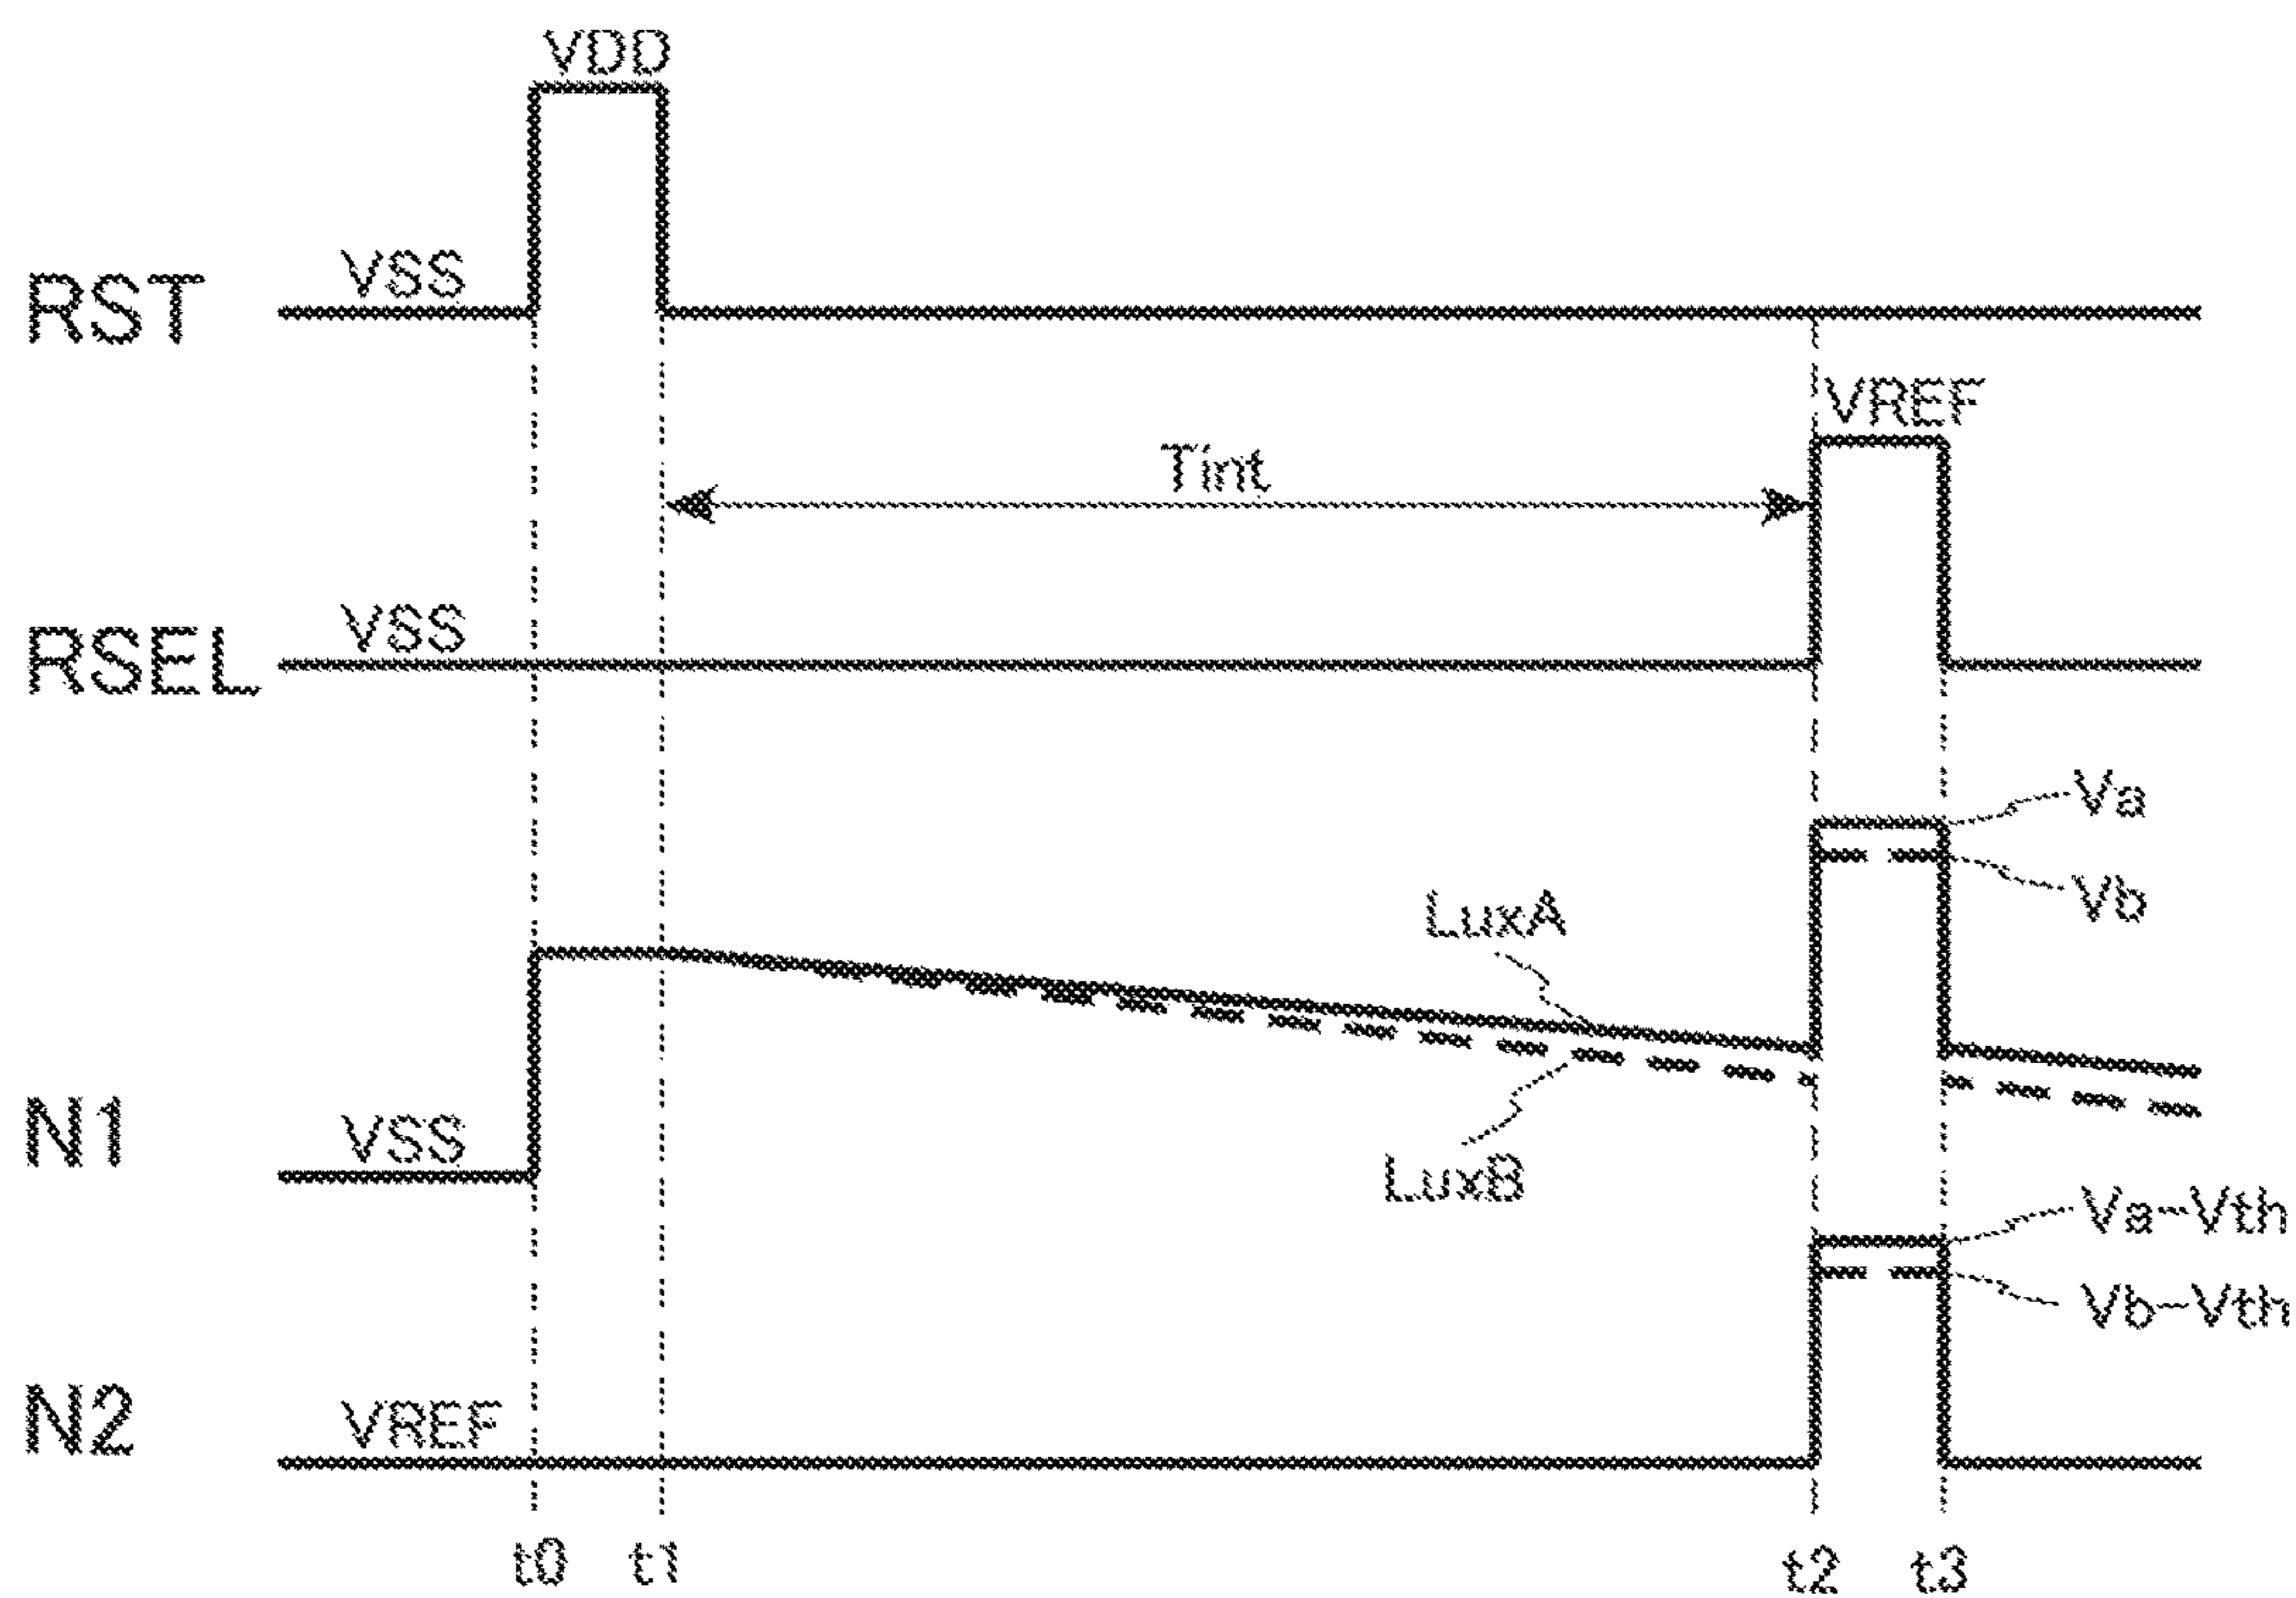 VDD
RST
VSS
VREF
Tint
RSEL
VSS
Va
Vb
LuxA
N1
VSS
LuxB
Va-Vth
Vb-Vth
N2
VREF
t0
t1
t2
t3